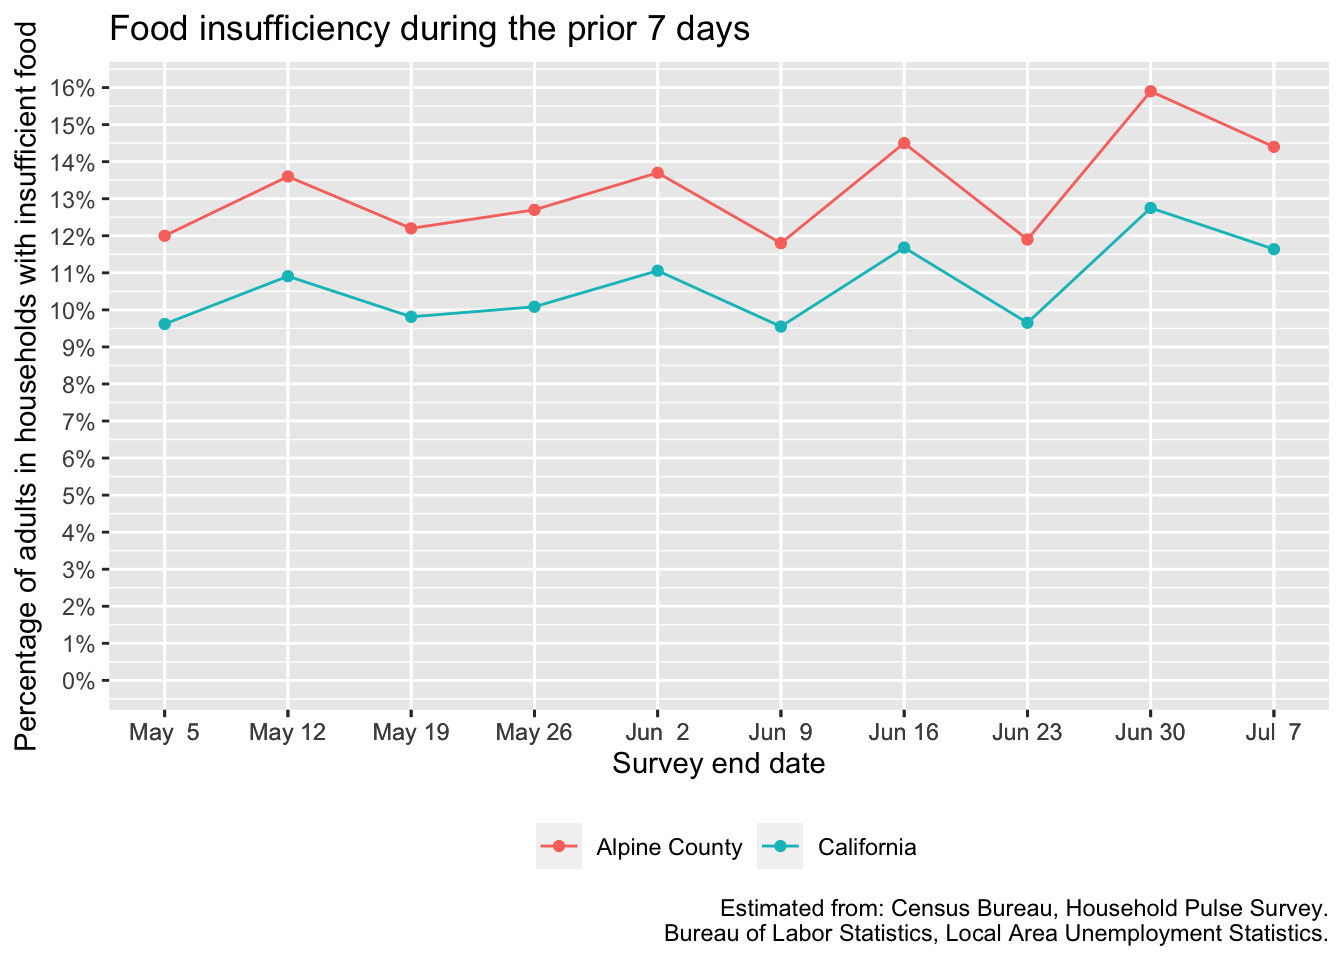 Food insufficiency during the prior 7 days
Percentage of adults in households with insufficient food
16%
15%
14%
13%
12%
11%
10%
9%
8%
7%
6%
5%
4%
3%
2%
1%
0%
May 5 May 12 May 19 May 26 Jun 2 Jun 9 Jun 16 Jun 23 Jun 30 Jul 7
Survey end date
Alpine County California
Estimated from: Census Bureau, Household Pulse Survey.
Bureau of Labor Statistics, Local Area Unemployment Statistics.